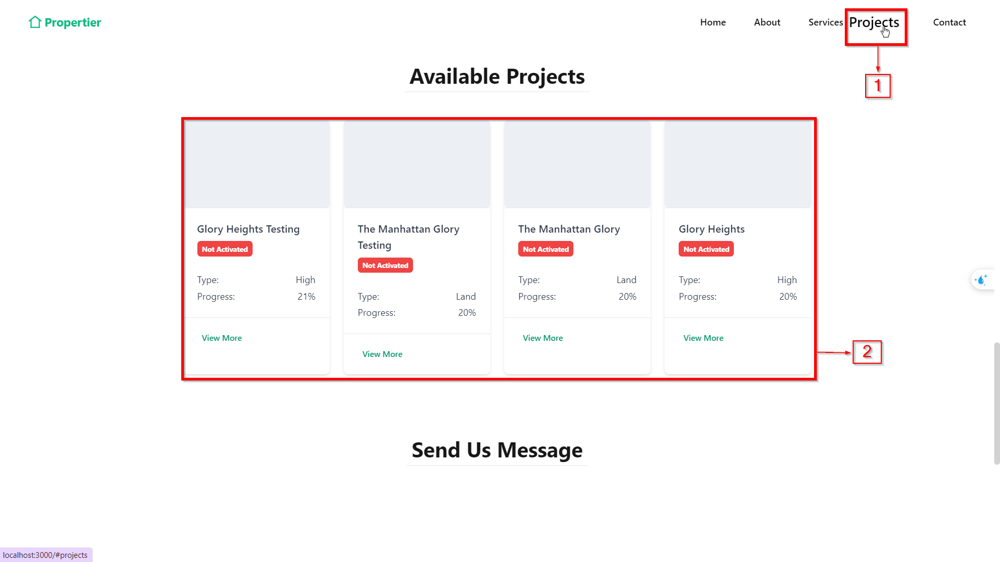 Propertier
Home About Services Projects Contact
1
Available Projects
Glory Heights Testing
Not Activated
Type: High
Progress: 21%
View More
The Manhattan Glory
Testing
Not Activated
Type: Land
Progress: 20%
View More
The Manhattan Glory
Not Activated
Type: Land
Progress: 20%
View More
Glory Heights
Not Activated
Type: High
Progress: 20%
View More
2
Send Us Message
localhost:3000/#projects